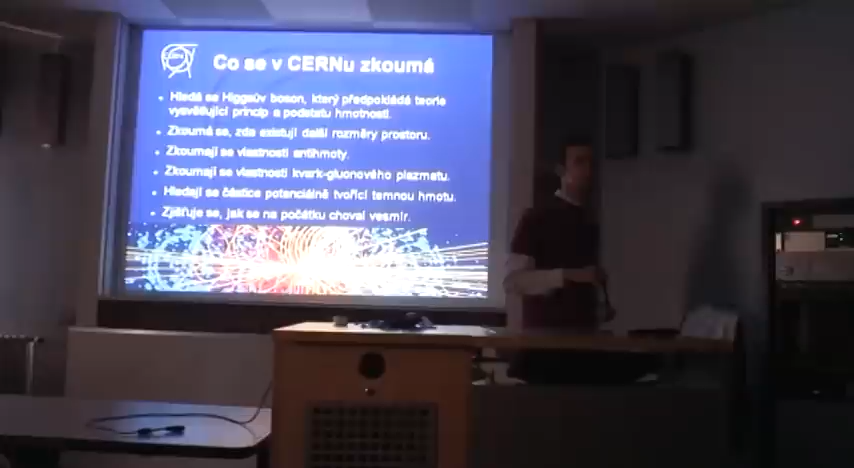 CERN
Co se v CERNu zkoumá
• Hledá se Higgsův boson, který předpokládá teorie
vysvětlující princip a podstatu hmotnosti.
• Zkoumá se, zda existují další rozměry prostoru.
• Zkoumají se vlastnosti antihmoty.
• Zkoumají se vlastnosti kvark-gluonového plazmatu.
• Hledají se částice potenciálně tvořící temnou hmotu.
• Zjišťuje se, jak se na počátku choval vesmír.